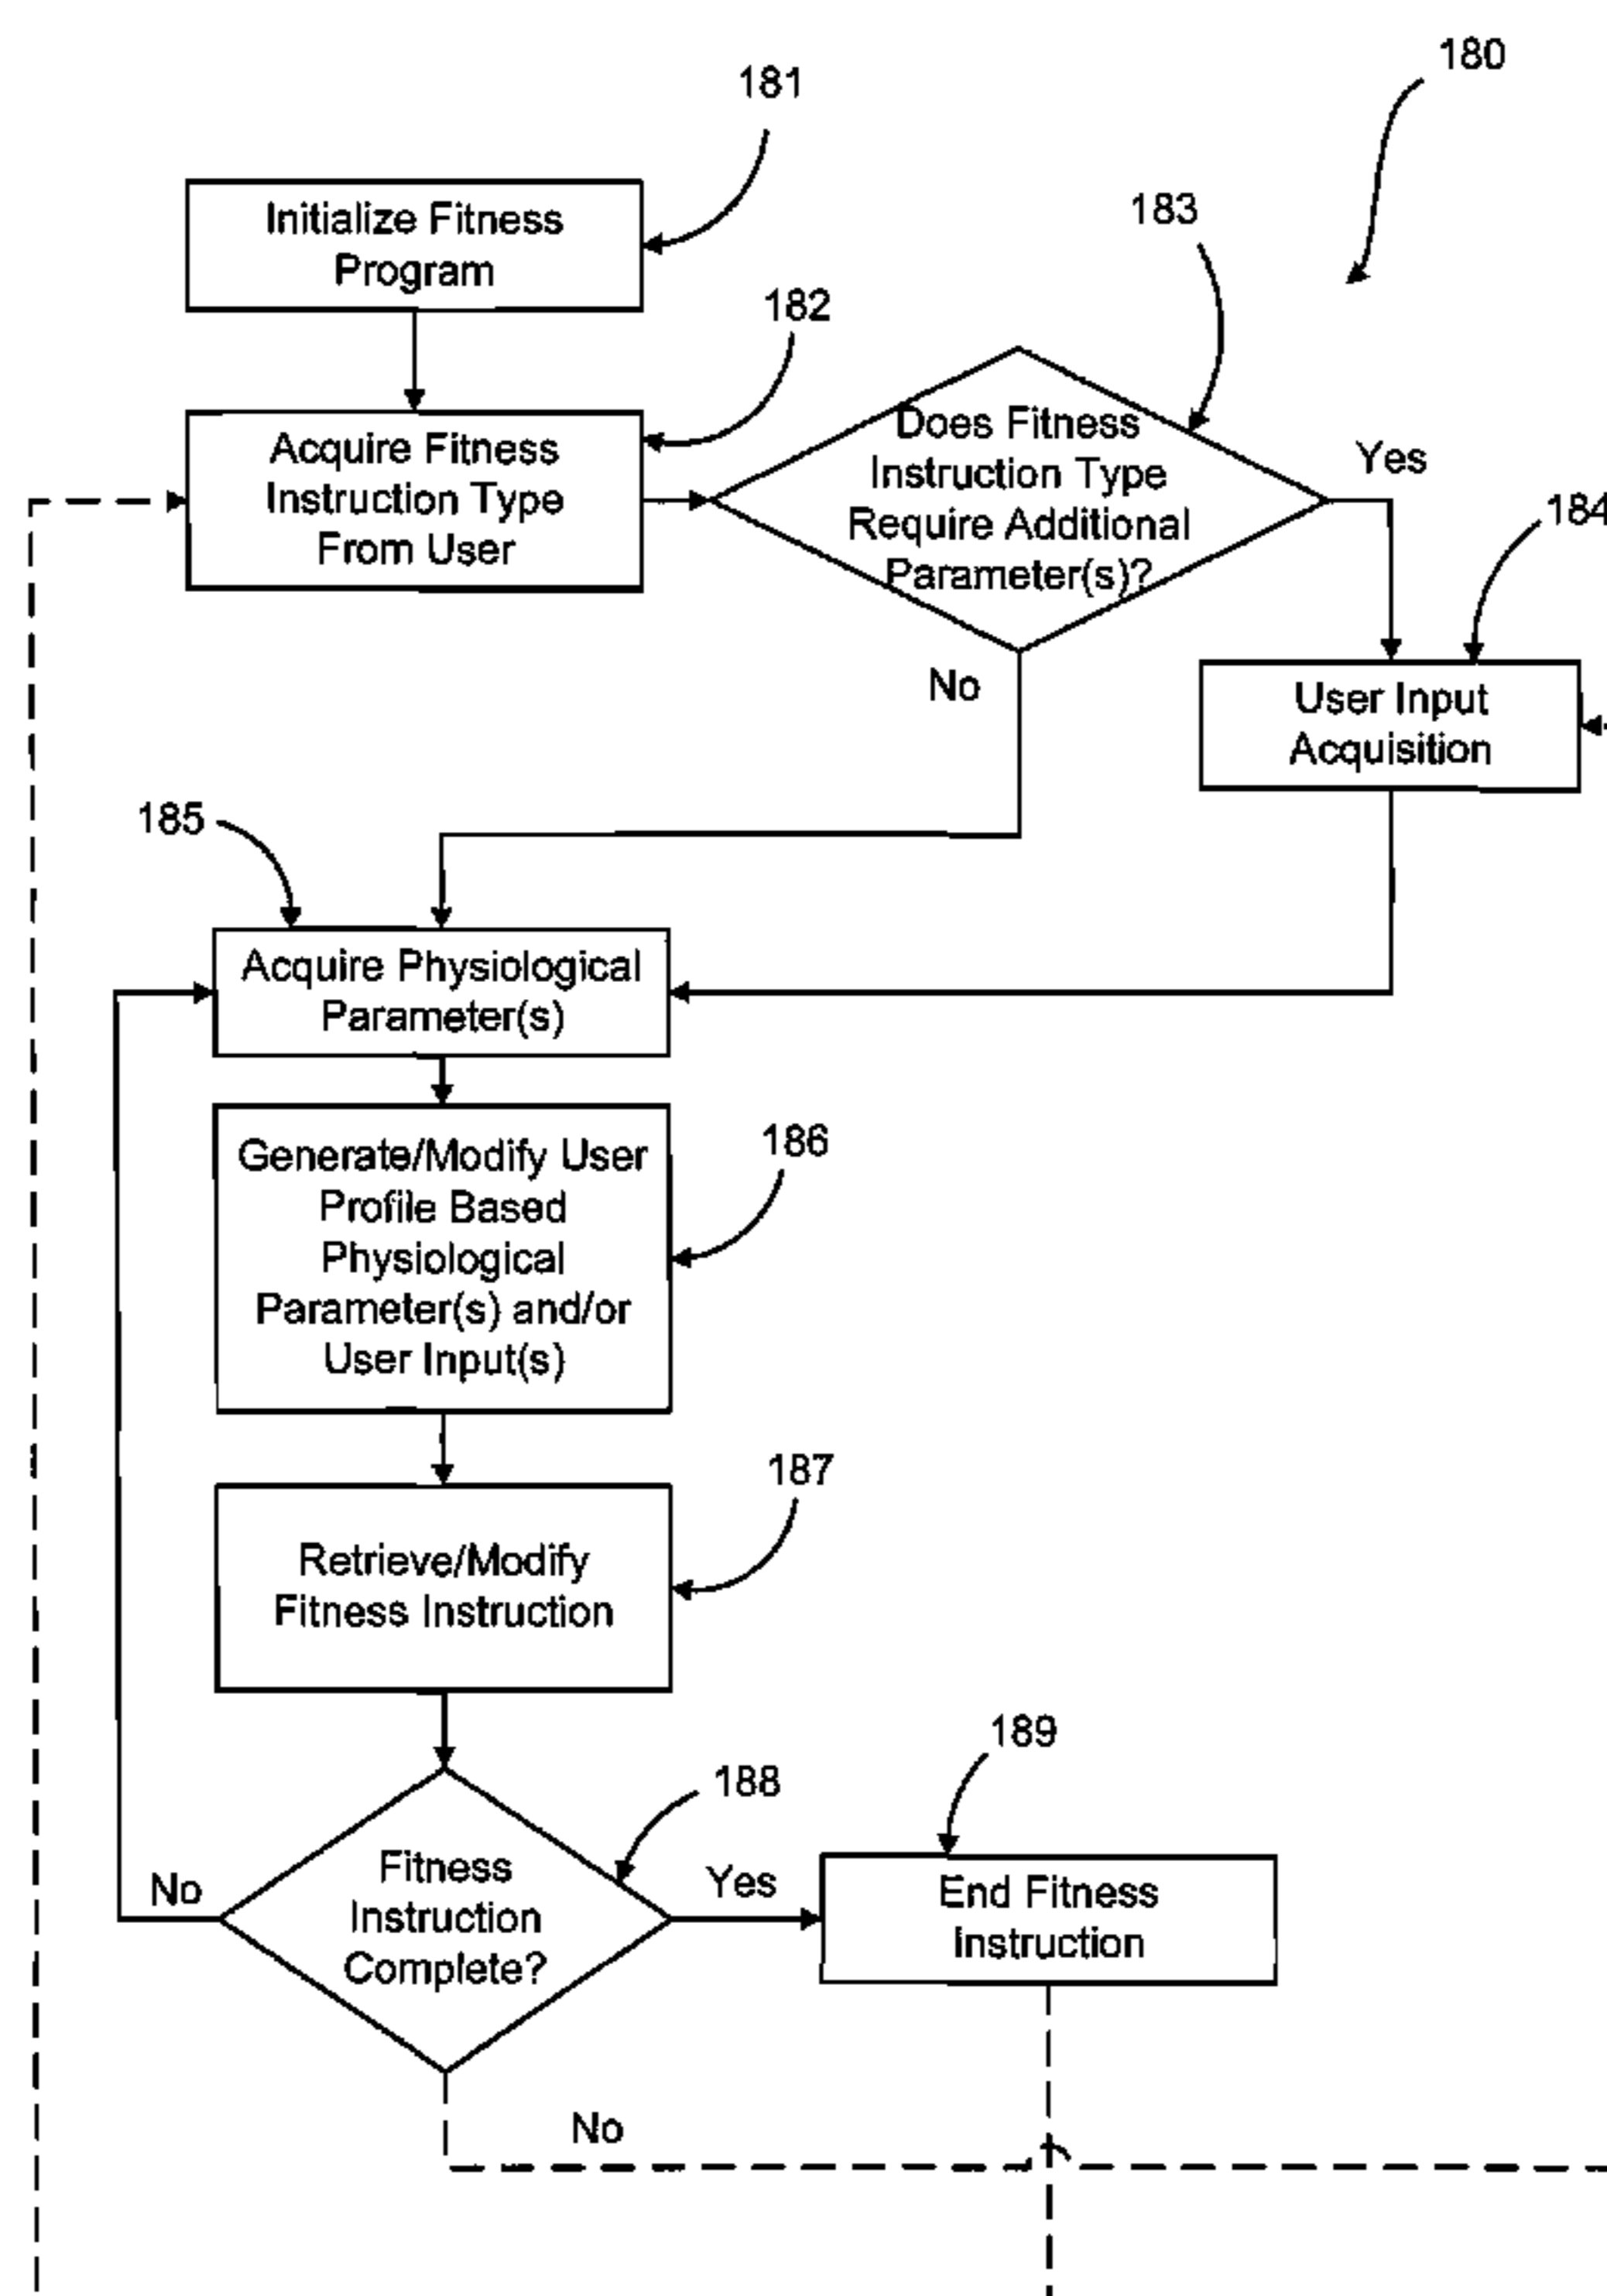 180
181
Initialize Fitness
Program
182
183
Acquire Fitness
Instruction Type
From User
Does Fitness
Instruction Type
Require Additional
Parameter(s)?
Yes
184
No
User Input
Acquisition
185
Acquire Physiological
Parameter(s)
Generate/Modify User
Profile Based
Physiological
Parameter(s) and/or
User Input(s)
186
Retrieve/Modify
Fitness Instruction
187
188
189
Fitness
Instruction
Complete?
No
Yes
End Fitness
Instruction
No